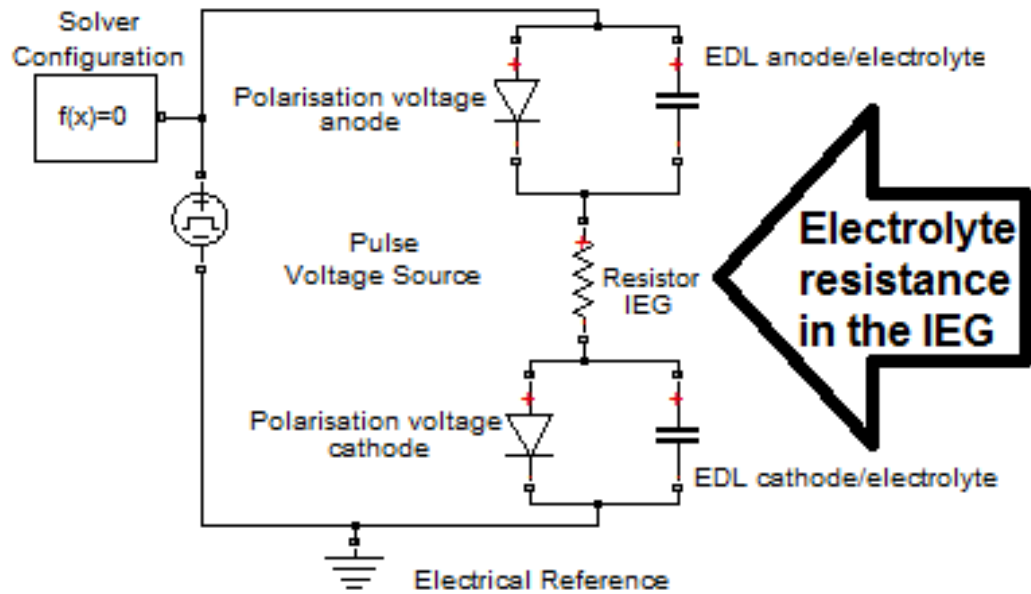 Solver
Configuration
f(x)=0
EDL anode/electrolyte
Polarisation voltage
anode
Pulse
Voltage Source
Resistor
IEG
Electrolyte
resistance
in the IEG
Polarisation voltage
cathode
EDL cathode/electrolyte
Electrical Reference